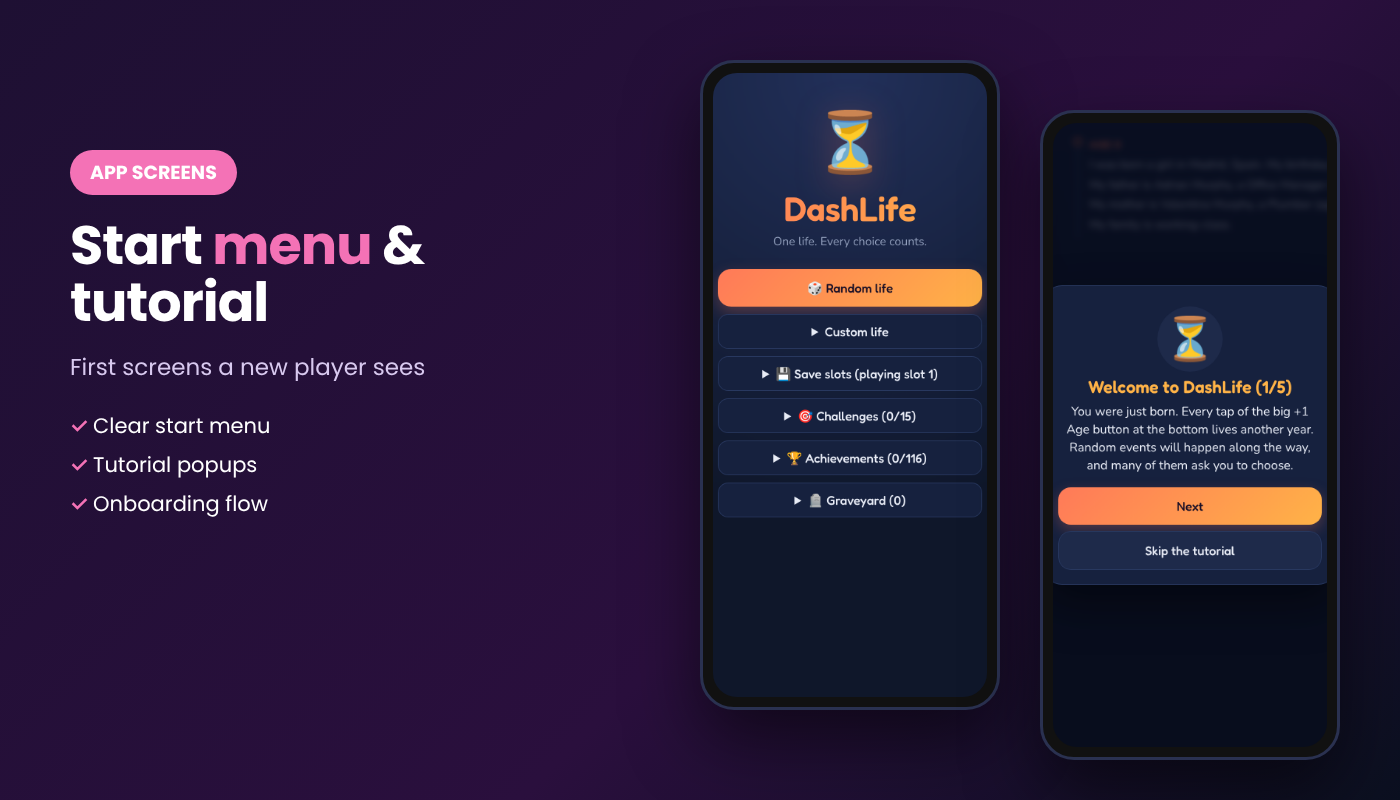 APP SCREENS
Start menu &
tutorial
First screens a new player sees
Clear start menu
Tutorial popups
Onboarding flow
DashLife
One life. Every choice counts.
Random life
Custom life
Save slots (playing slot 1)
Challenges (0/15)
Achievements (0/116)
Graveyard (0)
Welcome to DashLife (1/5)
You were just born. Every tap of the big +1
Age button at the bottom lives another year.
Random events will happen along the way,
and many of them ask you to choose.
Next
Skip the tutorial